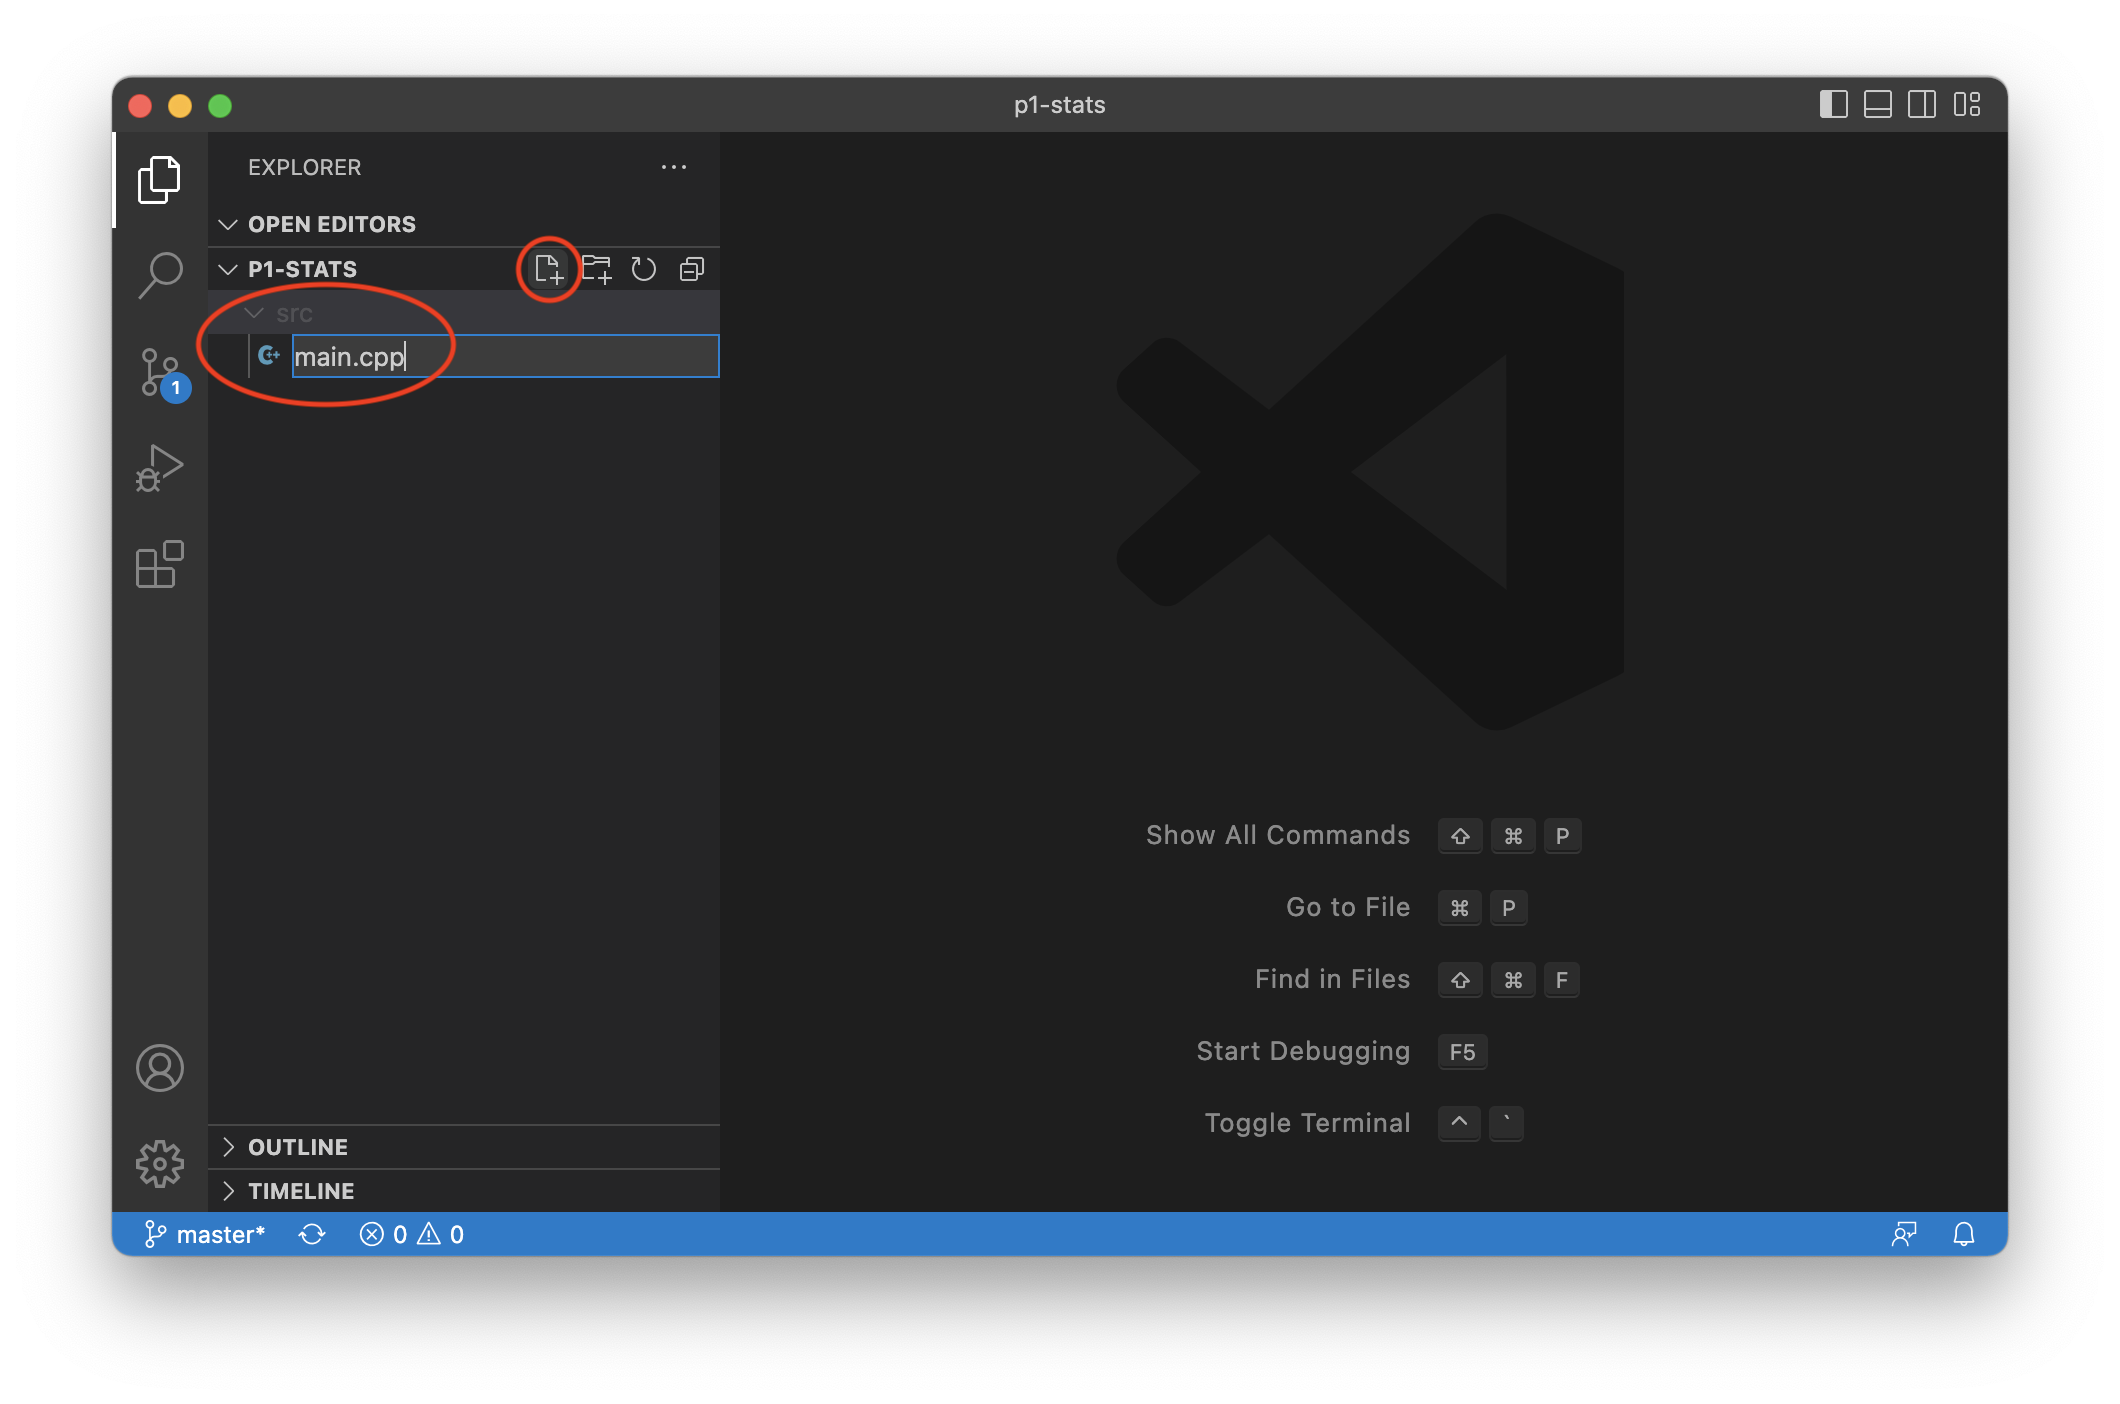 p1-stats
EXPLORER
OPEN EDITORS
P1-STATS
src
main.cpp
1
Show All Commands ⇧ ⌘ P
Go to File ⌘ P
Find in Files ⇧ ⌘ F
Start Debugging F5
Toggle Terminal ^ `
OUTLINE
TIMELINE
master* 0 0